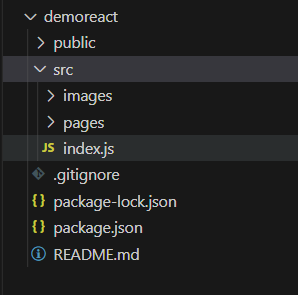 demoreact
public
src
images
pages
JS index.js
.gitignore
{} package-lock.json
{} package.json
README.md